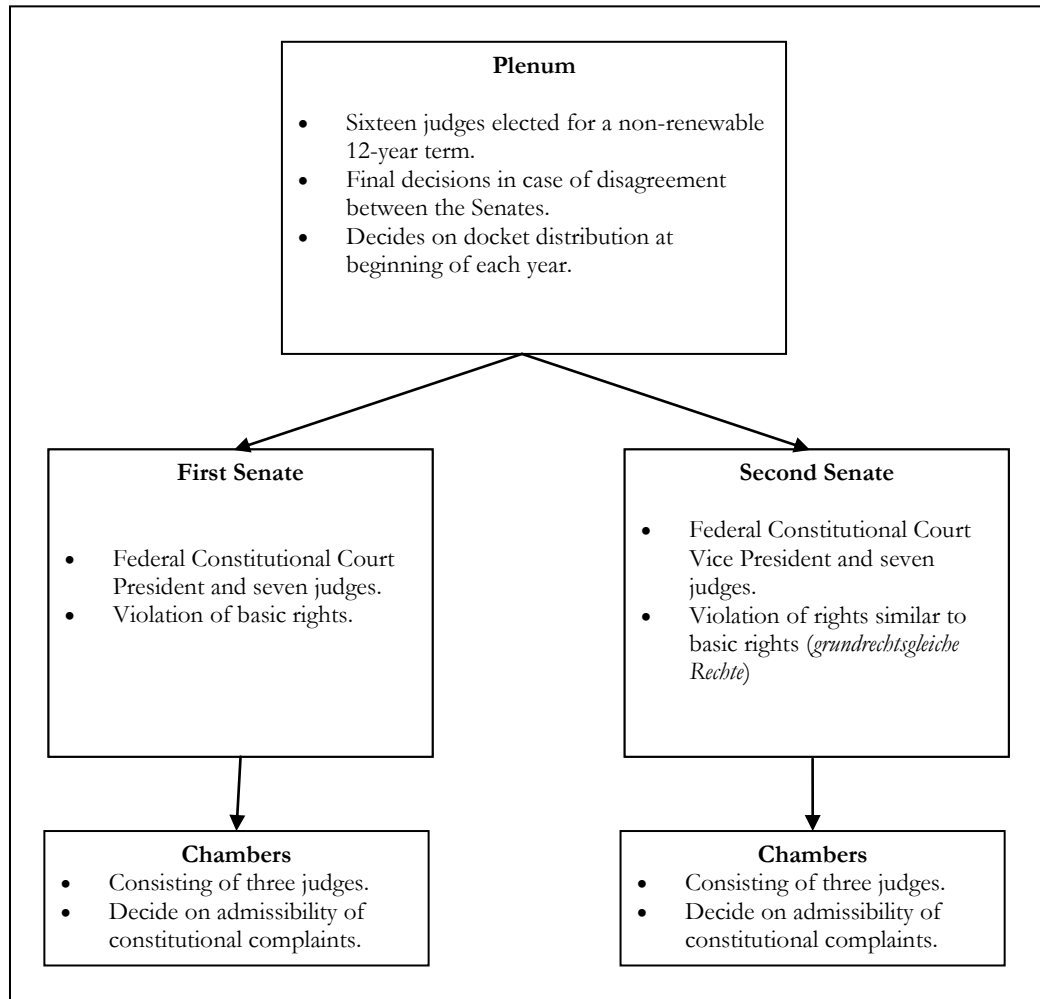 Plenum
• Sixteen judges elected for a non-renewable
12-year term.
• Final decisions in case of disagreement
between the Senates.
• Decides on docket distribution at
beginning of each year.
First Senate
• Federal Constitutional Court
President and seven judges.
• Violation of basic rights.
Second Senate
• Federal Constitutional Court
Vice President and seven
judges.
• Violation of rights similar to
basic rights (grundrechtsgleiche
Rechte)
Chambers
• Consisting of three judges.
• Decide on admissibility of
constitutional complaints.
Chambers
• Consisting of three judges.
• Decide on admissibility of
constitutional complaints.